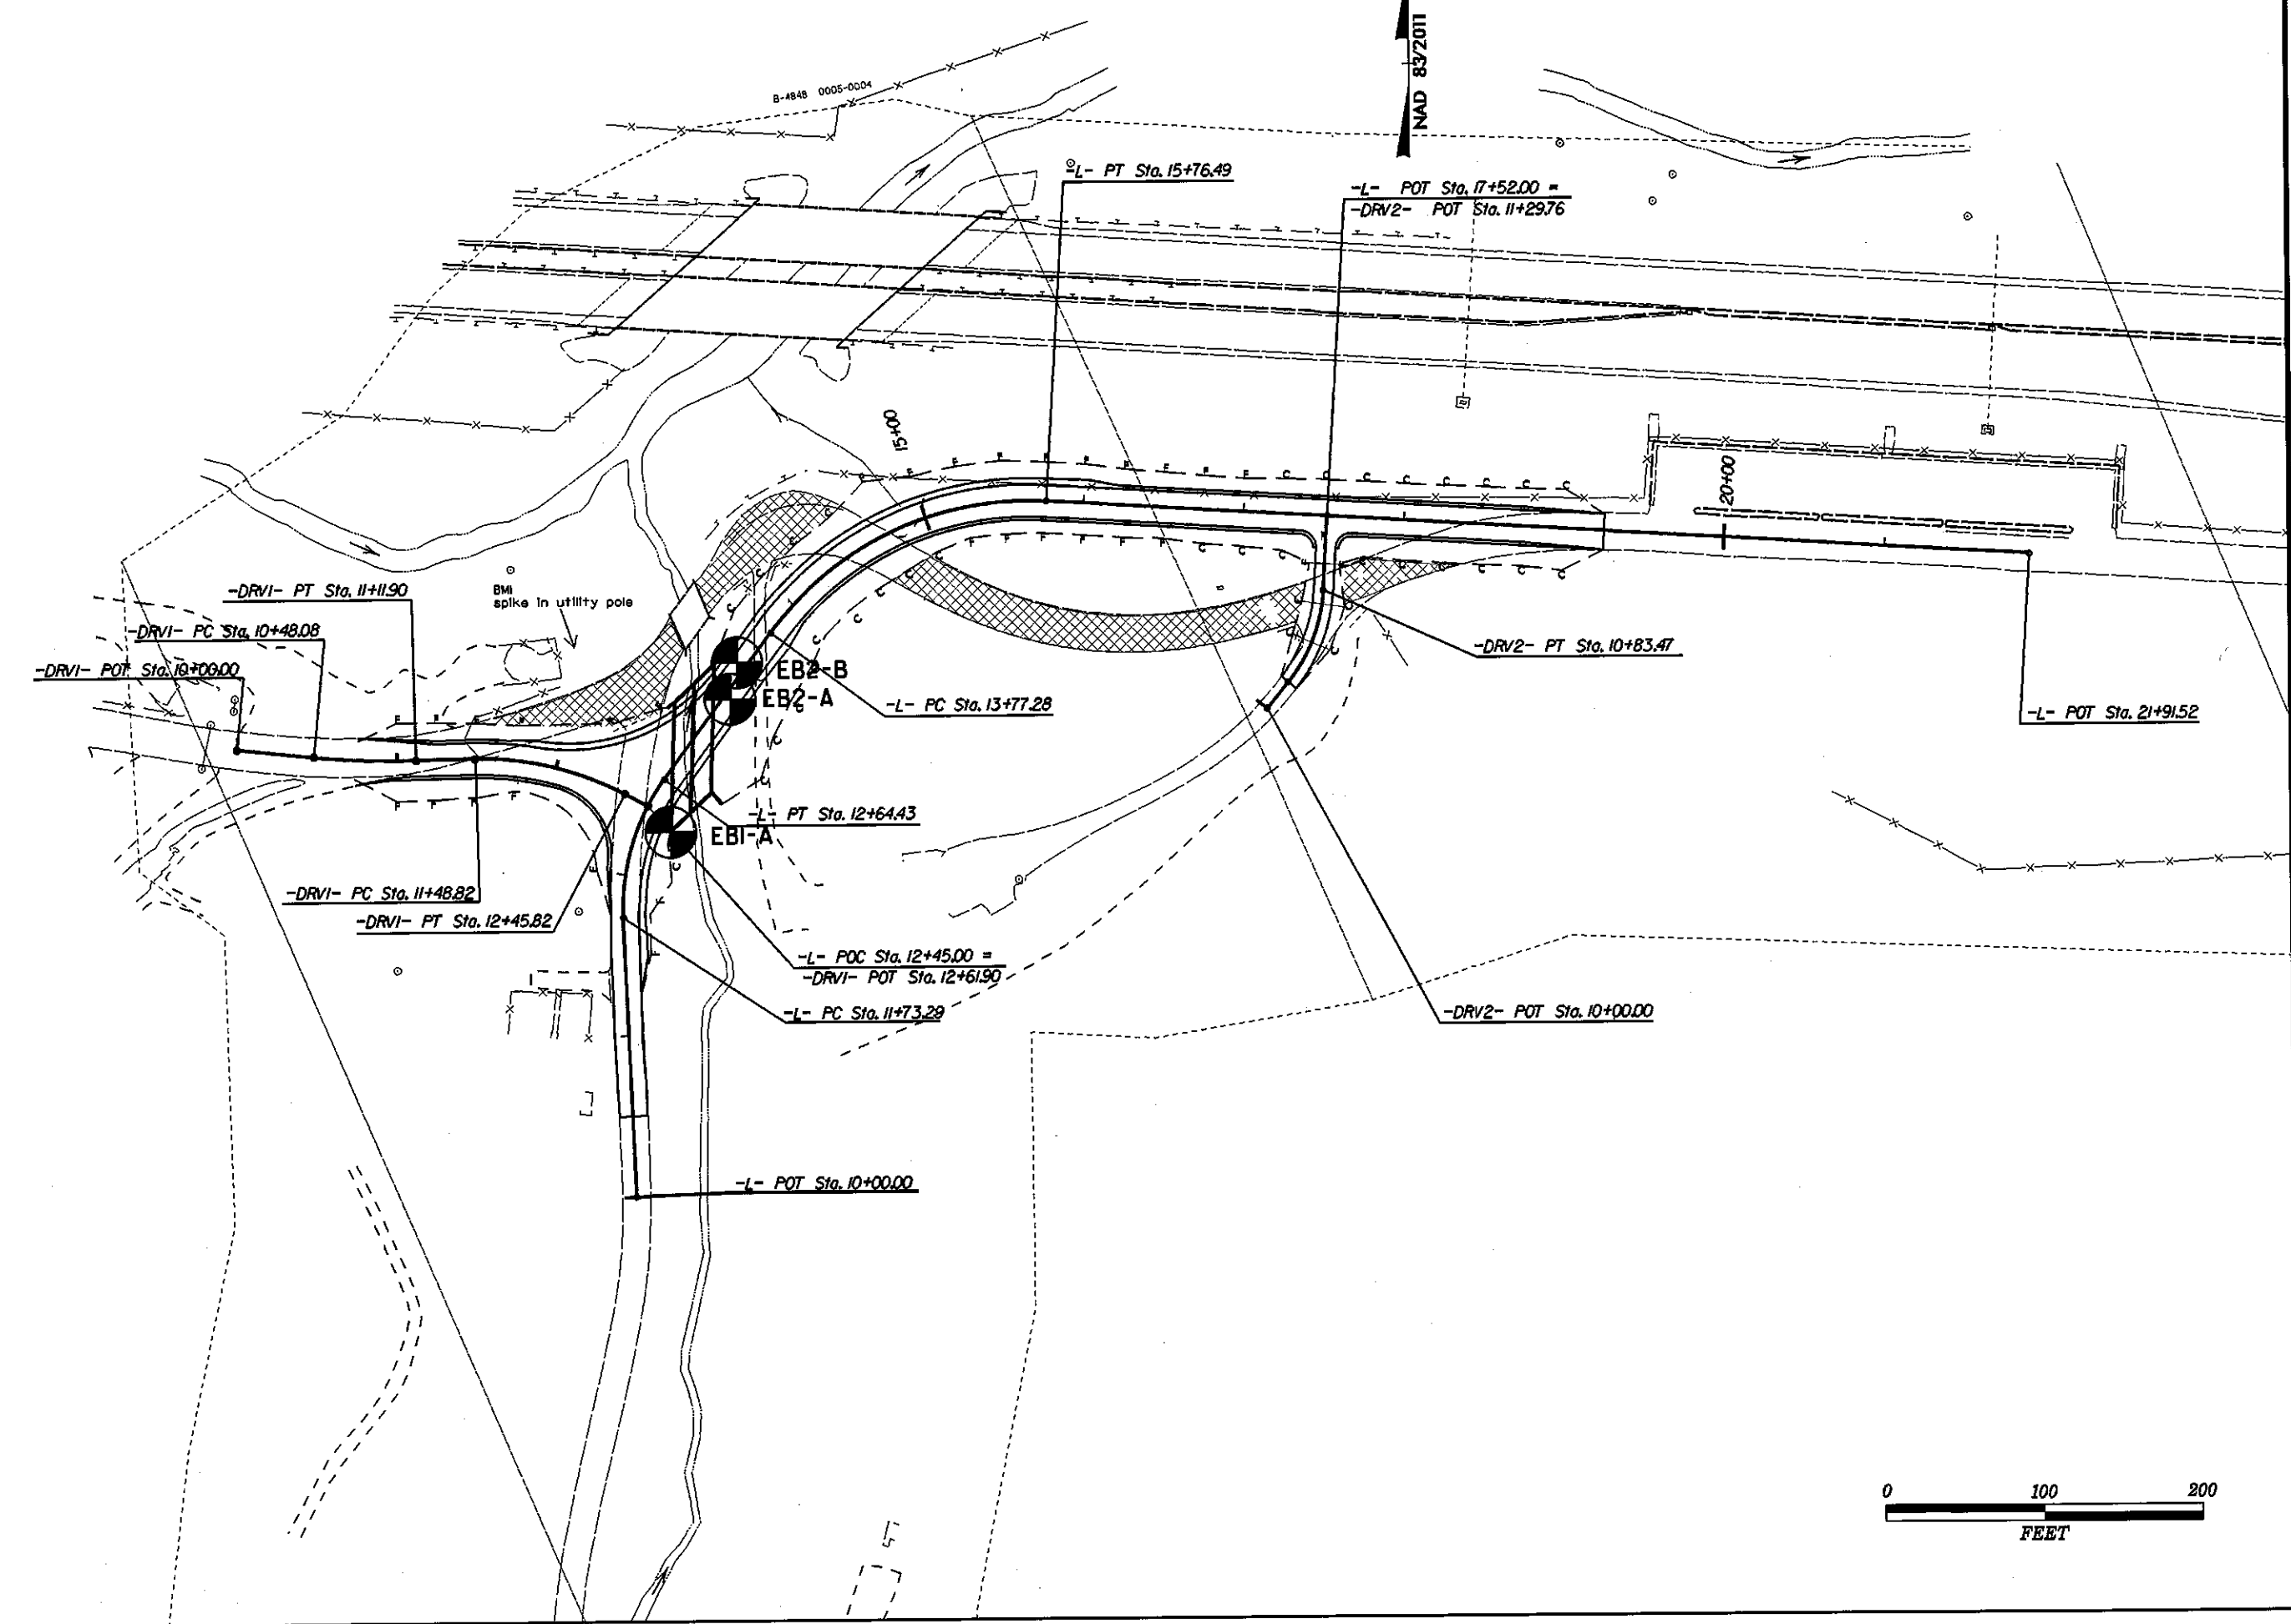 NAD 83/2011
B-4848 0005-0004
-L- PT Sta. 15+76.49
-L- POT Sta. 17+52.00 =
-DRV2- POT Sta. 11+29.76
15+00
20+00
BM1
spike in utility pole
-DRV1- PT Sta. 11+11.90
-DRV1- PC Sta. 10+48.08
-DRV1- POT Sta. 10+00.00
EB2-B
EB2-A
-DRV2- PT Sta. 10+83.47
-L- PC Sta. 13+77.28
-L- POT Sta. 21+91.52
-L- PT Sta. 12+64.43
EB1-A
-DRV1- PC Sta. 11+48.82
-DRV1- PT Sta. 12+45.82
-L- POC Sta. 12+45.00 =
-DRV1- POT Sta. 12+61.90
-L- PC Sta. 11+73.29
-DRV2- POT Sta. 10+00.00
-L- POT Sta. 10+00.00
0 100 200
FEET